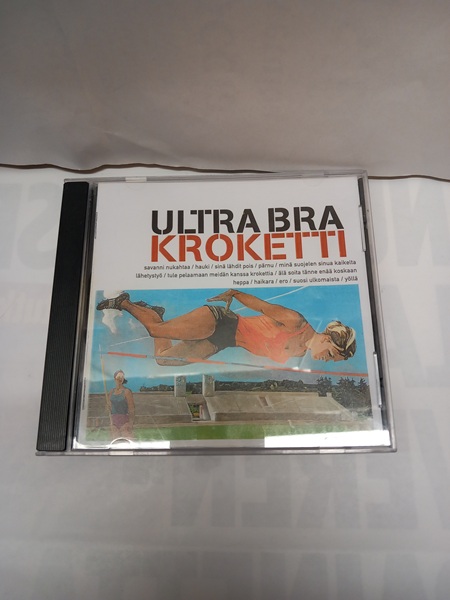 ULTRA BRA
KROKETTI
savanni nukahtaa / hauki / sinä lähdit pois / pärnu / minä suojelen sinua kaikelta
lähetystyö / tule pelaamaan meidän kanssa krokettia / älä soita tänne enää koskaan
heppa / haikara / ero / suosi ulkomaista / yöllä